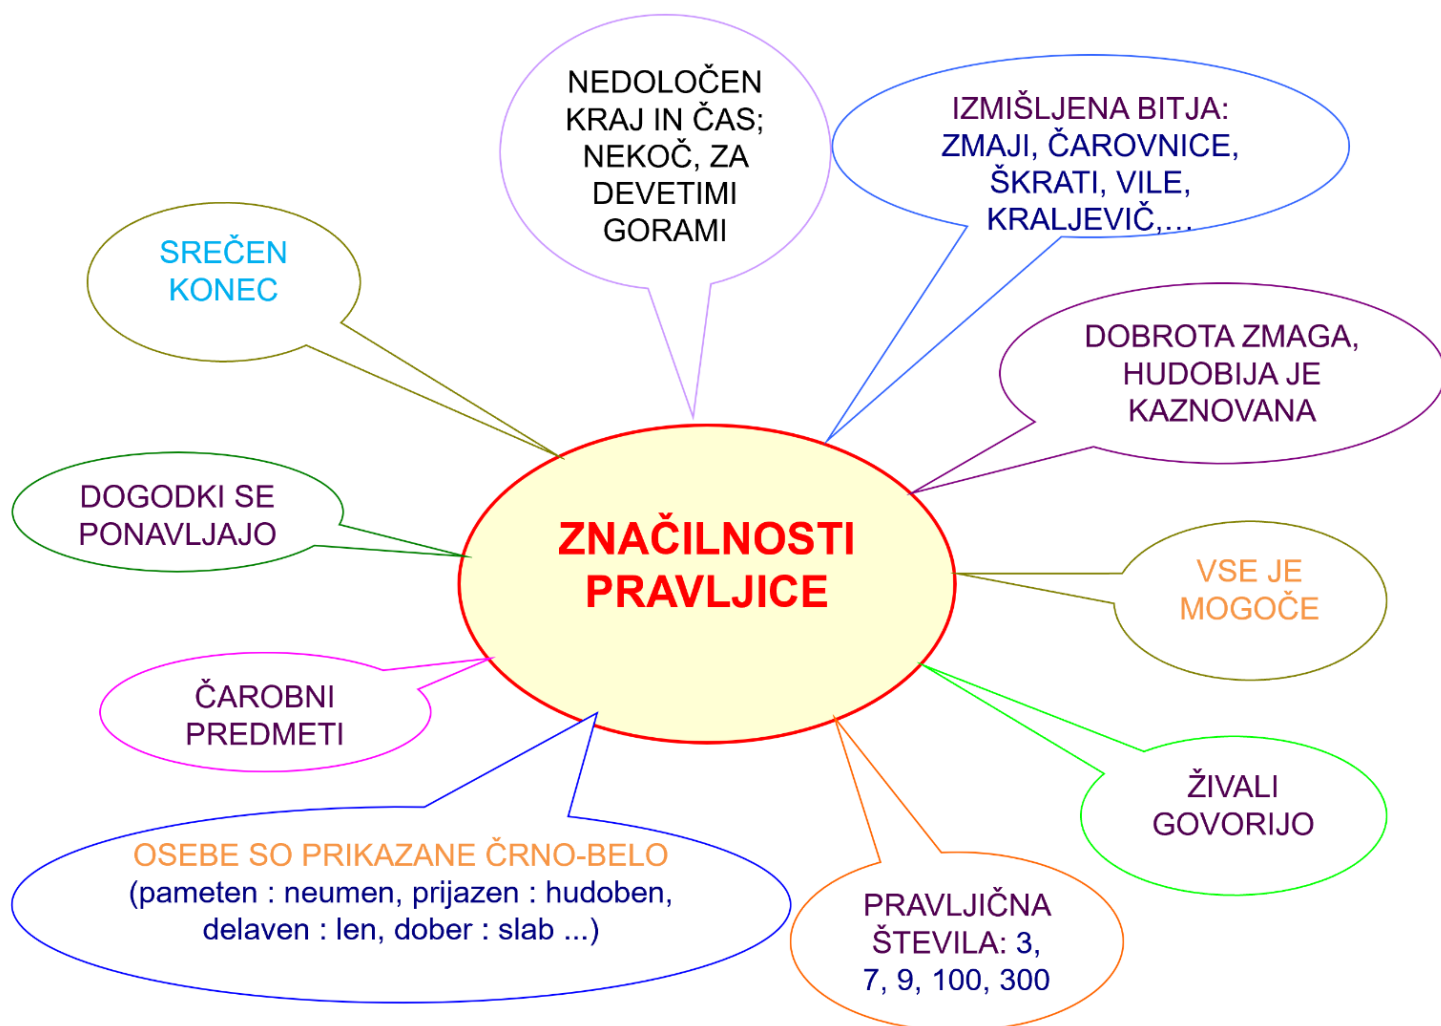 ZNAČILNOSTI
PRAVLJICE
NEDOLOČEN
KRAJ IN ČAS;
NEKOČ, ZA
DEVETIMI
GORAMI
IZMIŠLJENA BITJA:
ZMAJI, ČAROVNICE,
ŠKRATI, VILE,
KRALJEVIČ,...
DOBROTA ZMAGA,
HUDOBIJA JE
KAZNOVANA
VSE JE
MOGOČE
ŽIVALI
GOVORIJO
PRAVLJIČNA
ŠTEVILA: 3,
7, 9, 100, 300
OSEBE SO PRIKAZANE ČRNO-BELO
(pameten : neumen, prijazen : hudoben,
delaven : len, dober : slab ...)
ČAROBNI
PREDMETI
DOGODKI SE
PONAVLJAJO
SREČEN
KONEC